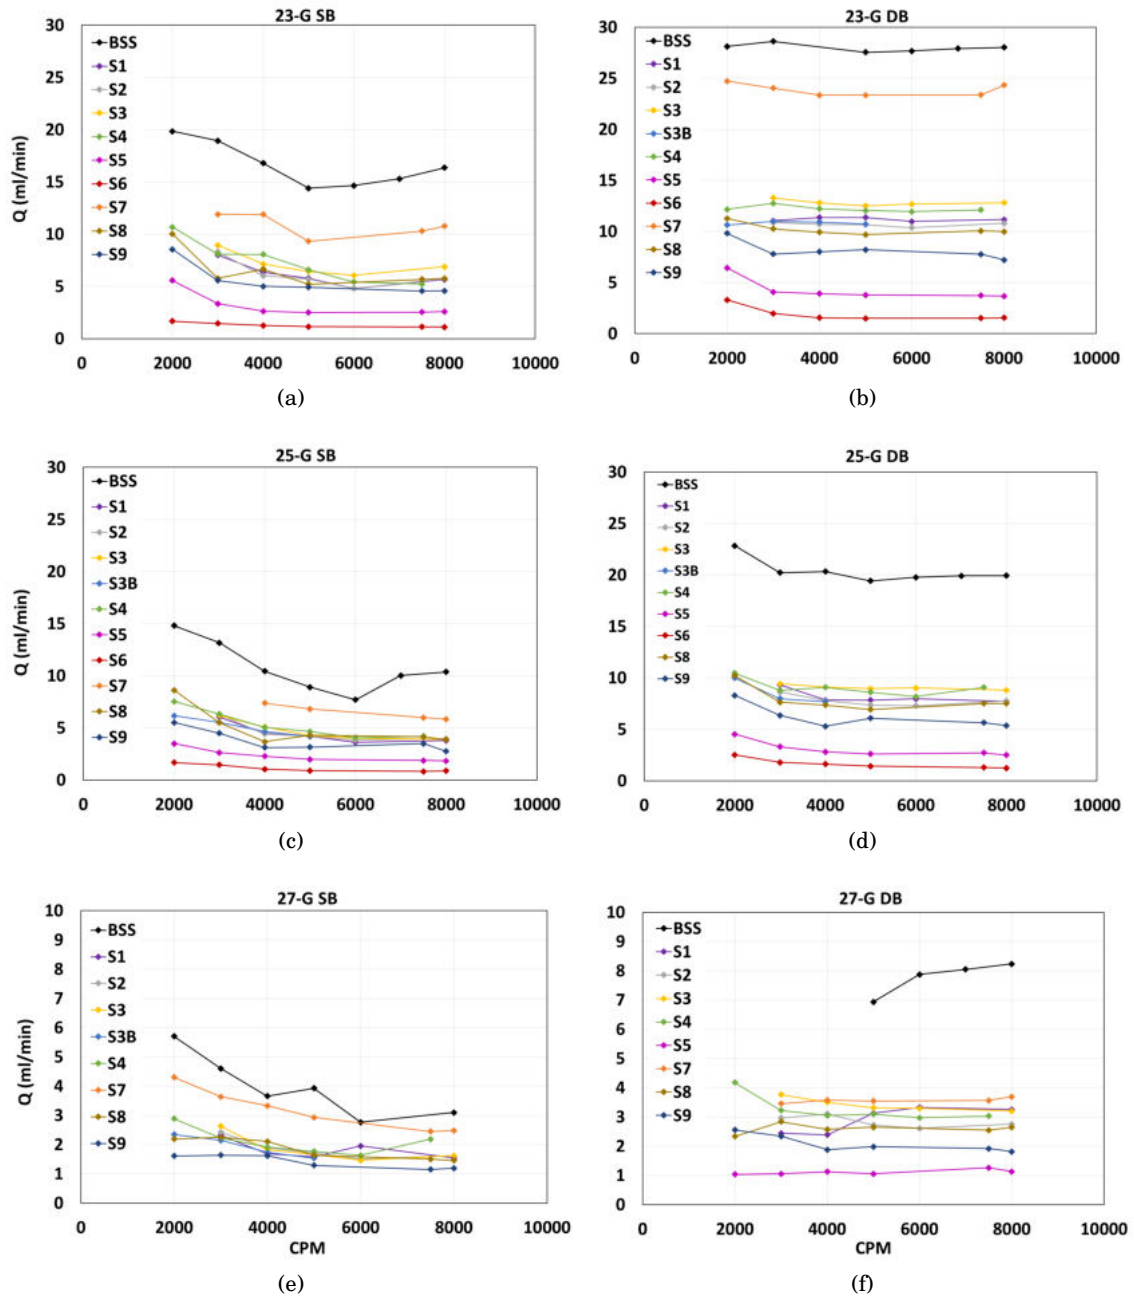 23-G SB
30
25
20
15
10
5
0
Q (ml/min)
BSS
S1
S2
S3
S4
S5
S6
S7
S8
S9
0 2000 4000 6000 8000 10000
(a)
23-G DB
30
25
20
15
10
5
0
BSS
S1
S2
S3
S3B
S4
S5
S6
S7
S8
S9
0 2000 4000 6000 8000 10000
(b)
25-G SB
30
25
20
15
10
5
0
Q (ml/min)
BSS
S1
S2
S3
S3B
S4
S5
S6
S7
S8
S9
0 2000 4000 6000 8000 10000
(c)
25-G DB
30
25
20
15
10
5
0
BSS
S1
S2
S3
S3B
S4
S5
S6
S8
S9
0 2000 4000 6000 8000 10000
(d)
27-G SB
10
9
8
7
6
5
4
3
2
1
0
Q (ml/min)
BSS
S1
S2
S3
S3B
S4
S7
S8
S9
0 2000 4000 6000 8000 10000
CPM
(e)
27-G DB
10
9
8
7
6
5
4
3
2
1
0
BSS
S1
S2
S3
S4
S5
S7
S8
S9
0 2000 4000 6000 8000 10000
CPM
(f)